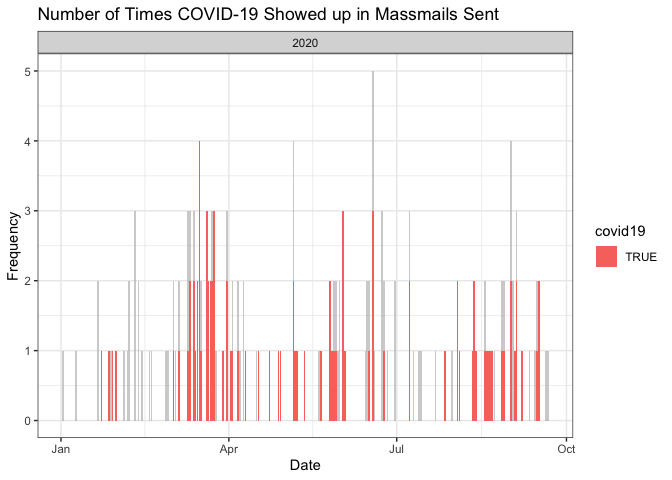 Number of Times COVID-19 Showed up in Massmails Sent
2020
5
4
3
2
1
0
Frequency
Jan
Apr
Jul
Oct
Date
covid19
TRUE